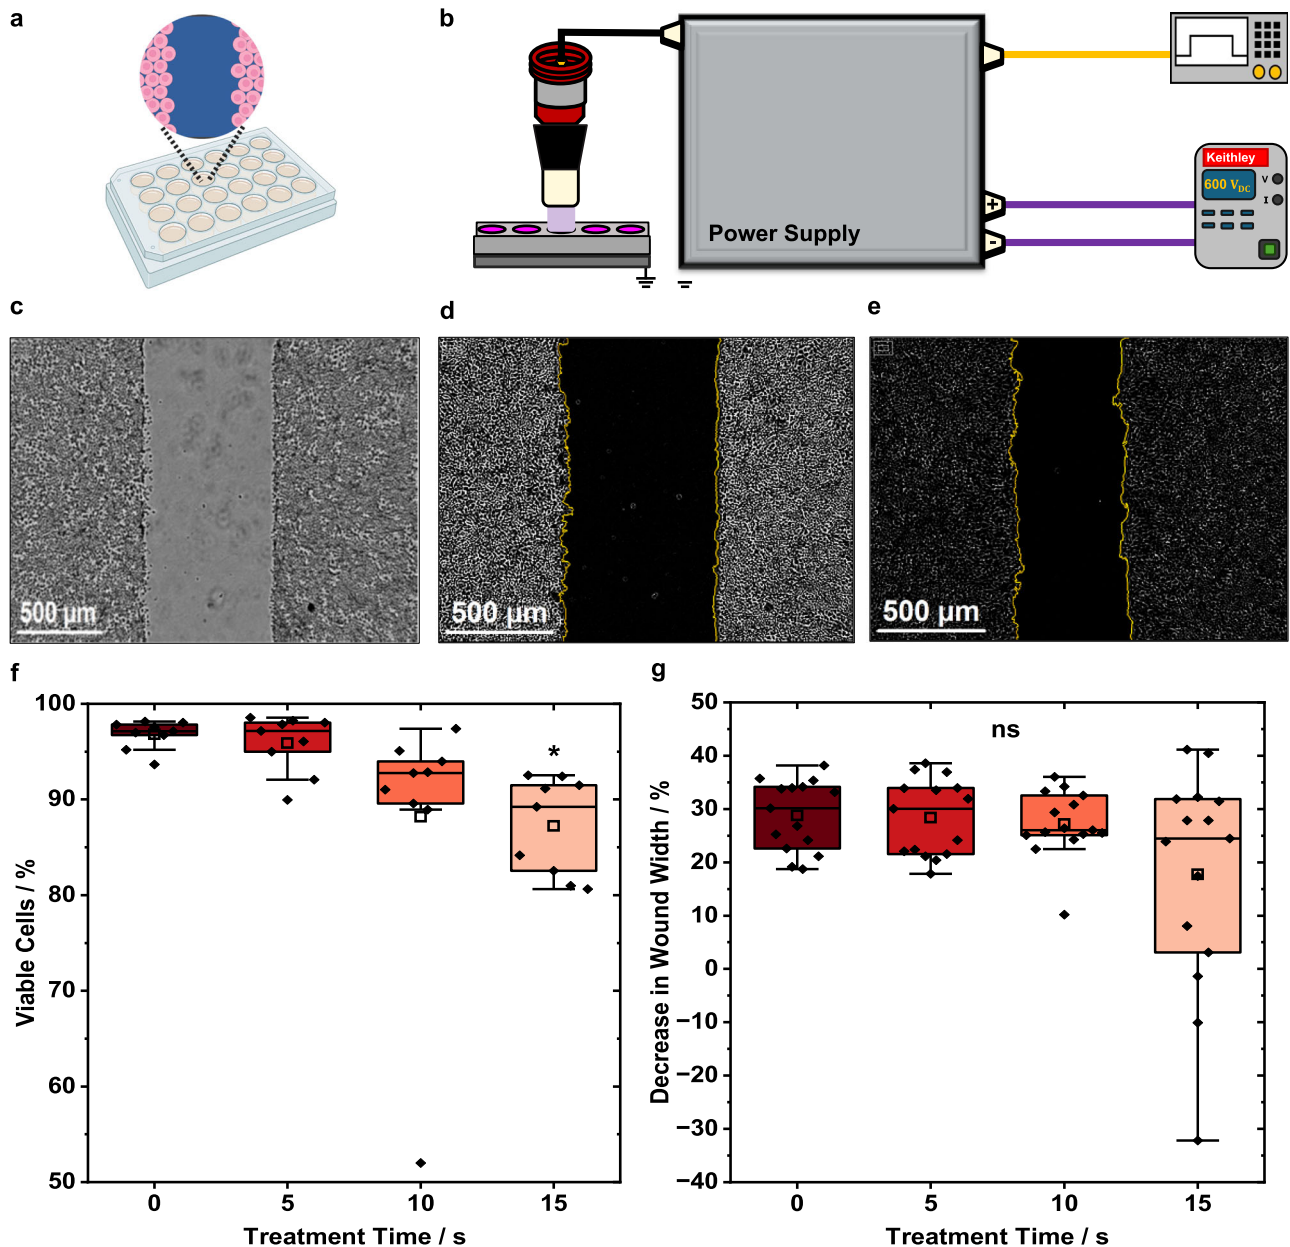 a
b
Keithley
600 VDC
V
I
+
-
Power Supply
c
d
e
500 µm
500 µm
500 µm
f
g
100
90
80
70
60
50
Viable Cells / %
*
0
5
10
15
Treatment Time / s
50
40
30
20
10
0
−10
−20
−30
−40
Decrease in Wound Width / %
ns
0
5
10
15
Treatment Time / s